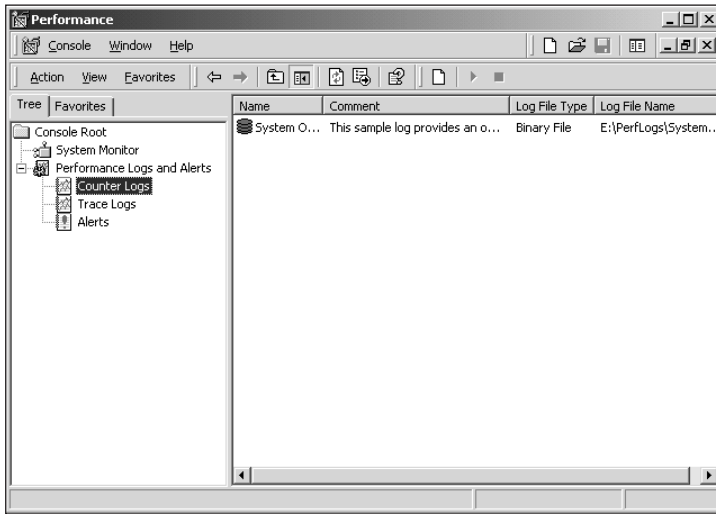 Performance
Console Window Help
Action View Favorites
Tree Favorites
Name Comment Log File Type Log File Name
Console Root
System Monitor
Performance Logs and Alerts
Counter Logs
Trace Logs
Alerts
System O... This sample log provides an o... Binary File E:\PerfLogs\System...